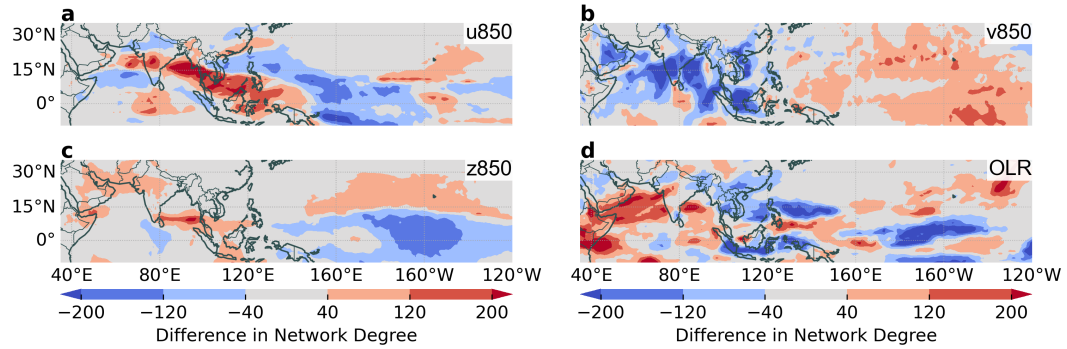 a
u850
30°N
15°N
0°
b
v850
c
z850
30°N
15°N
0°
40°E 80°E 120°E 160°E 160°W 120°W
−200 −120 −40 40 120 200
Difference in Network Degree
d
OLR
40°E 80°E 120°E 160°E 160°W 120°W
−200 −120 −40 40 120 200
Difference in Network Degree